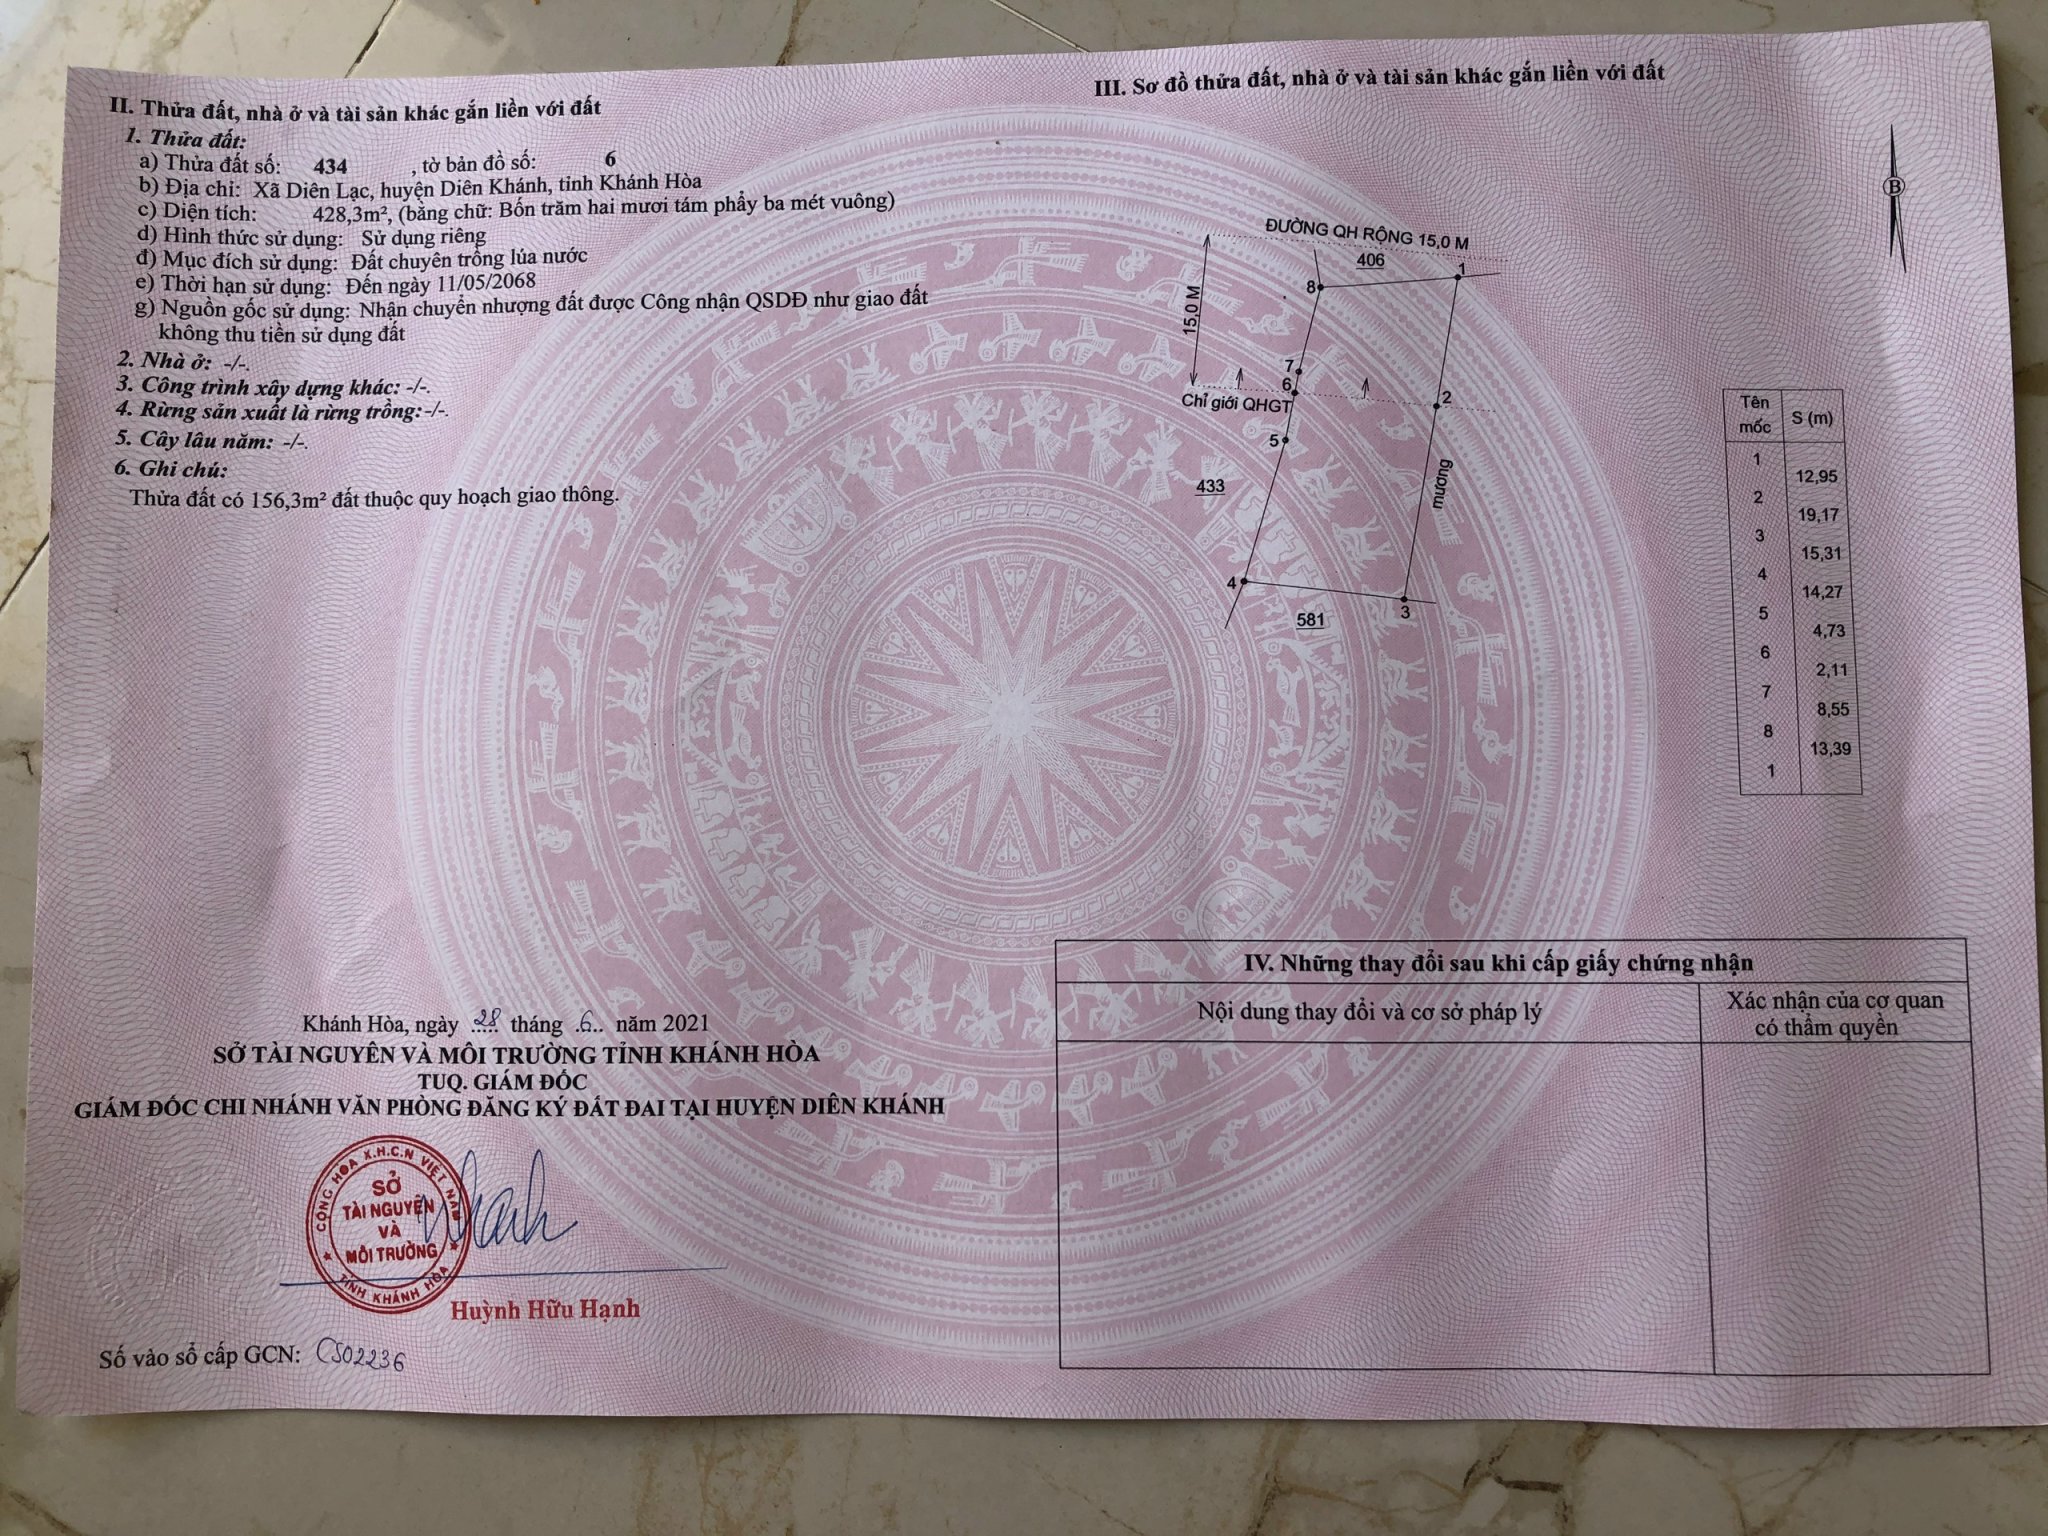 II. Thửa đất, nhà ở và tài sản khác gắn liền với đất
1. Thửa đất:
a) Thửa đất số: 434 , tờ bản đồ số: 6
b) Địa chỉ: Xã Diên Lạc, huyện Diên Khánh, tỉnh Khánh Hòa
c) Diện tích: 428,3m², (bằng chữ: Bốn trăm hai mươi tám phẩy ba mét vuông)
d) Hình thức sử dụng: Sử dụng riêng
đ) Mục đích sử dụng: Đất chuyên trồng lúa nước
e) Thời hạn sử dụng: Đến ngày 11/05/2068
g) Nguồn gốc sử dụng: Nhận chuyển nhượng đất được Công nhận QSDĐ như giao đất
không thu tiền sử dụng đất
2. Nhà ở: -/-.
3. Công trình xây dựng khác: -/-.
4. Rừng sản xuất là rừng trồng:-/-.
5. Cây lâu năm: -/-.
6. Ghi chú:
Thửa đất có 156,3m² đất thuộc quy hoạch giao thông.
Khánh Hòa, ngày 28 tháng 6 năm 2021
SỞ TÀI NGUYÊN VÀ MÔI TRƯỜNG TỈNH KHÁNH HÒA
TUQ. GIÁM ĐỐC
GIÁM ĐỐC CHI NHÁNH VĂN PHÒNG ĐĂNG KÝ ĐẤT ĐAI TẠI HUYỆN DIÊN KHÁNH
CỘNG HÒA X.H.C.N VIỆT NAM
SỞ
TÀI NGUYÊN
VÀ
MÔI TRƯỜNG
TỈNH KHÁNH HÒA
Huỳnh Hữu Hạnh
Số vào sổ cấp GCN: CS02236
III. Sơ đồ thửa đất, nhà ở và tài sản khác gắn liền với đất
B
ĐƯỜNG QH RỘNG 15,0 M
406
1
8
15,0 M
7
6
Chỉ giới QHGT
2
5
mương
433
4
3
581
Tên mốc S (m)
1
12,95
2
19,17
3
15,31
4
14,27
5
4,73
6
2,11
7
8,55
8
13,39
1
IV. Những thay đổi sau khi cấp giấy chứng nhận
Nội dung thay đổi và cơ sở pháp lý
Xác nhận của cơ quan
có thẩm quyền